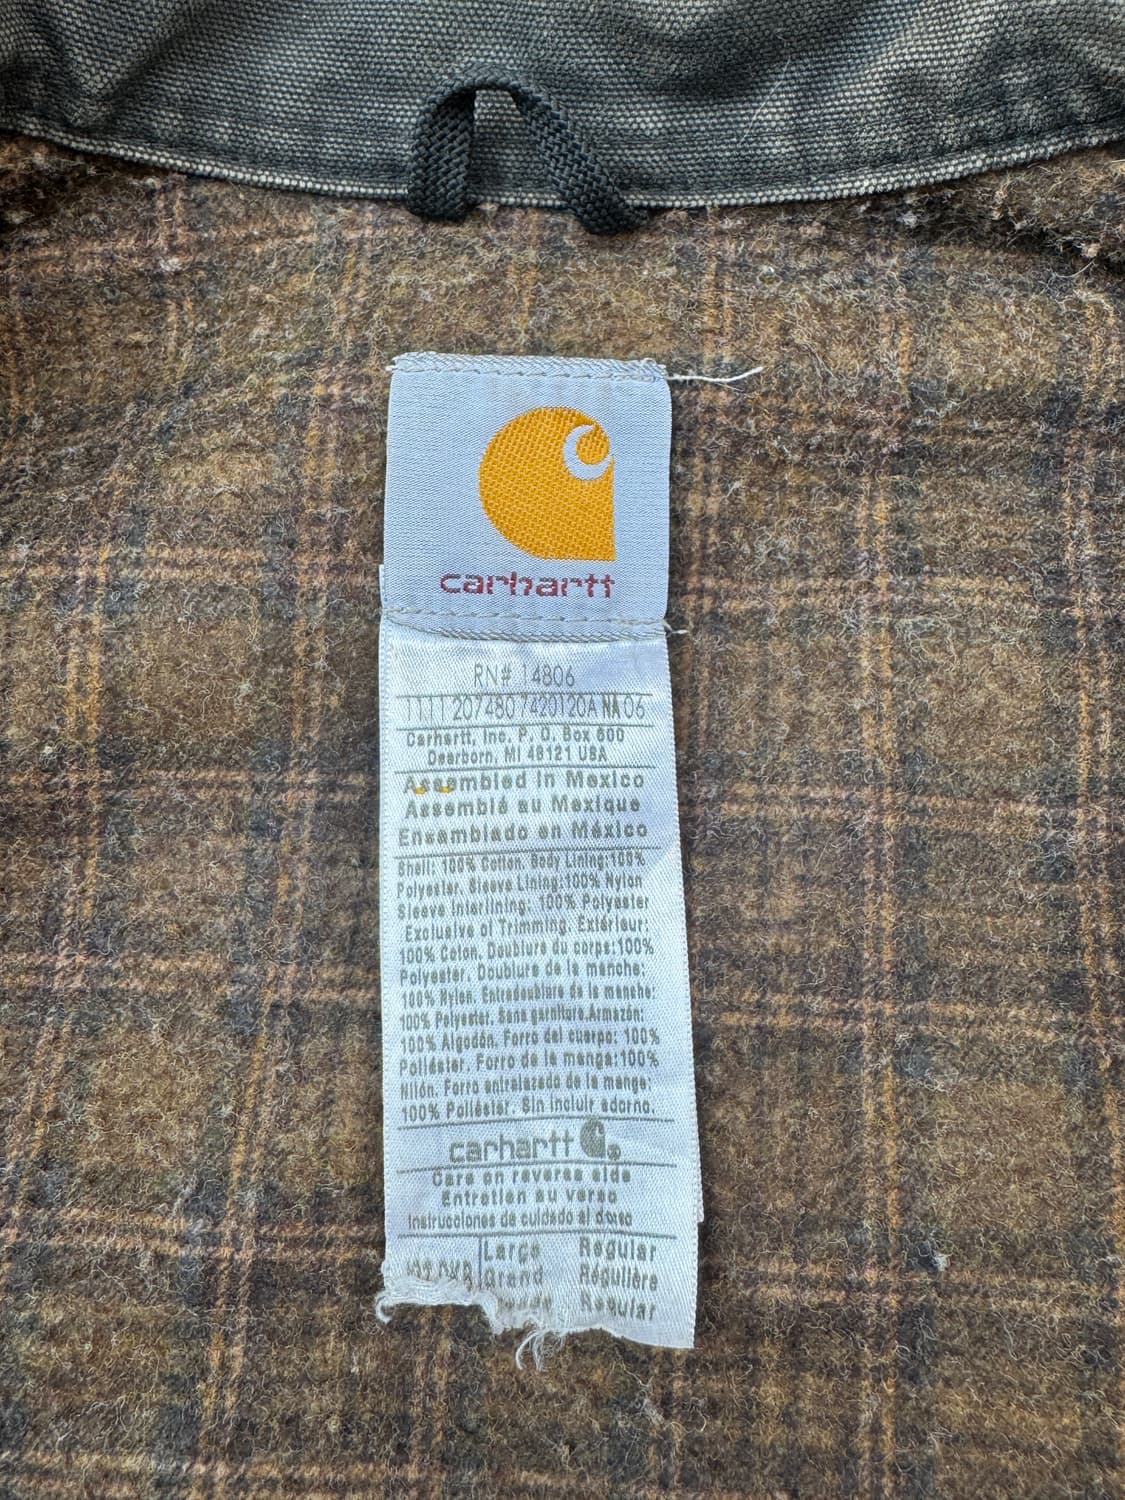 carhartt
RN# 14806
1111 207480 7420120A NA 06
Carhartt, Inc. P. O. Box 600
Dearborn, MI 48121 USA
Assembled in Mexico
Assemblé au Mexique
Ensamblado en México
Shell: 100% Cotton. Body Lining:100%
Polyester. Sleeve Lining:100% Nylon
Sleeve Interlining: 100% Polyester
Exclusive of Trimming. Extérieur:
100% Coton. Doublure du corps:100%
Polyester. Doublure de la manche:
100% Nylon. Entredoublure de la manche:
100% Polyester. Sans garniture.Armazón:
100% Algodón. Forro del cuerpo: 100%
Poliéster. Forro de la manga:100%
Nilón. Forro entrelazado de la manga:
100% Poliéster. Sin incluir adorno.
carhartt
Care on reverse side
Entretien au verso
Instrucciones de cuidado al dorso
Large Regular
Grand Régulière
Regular